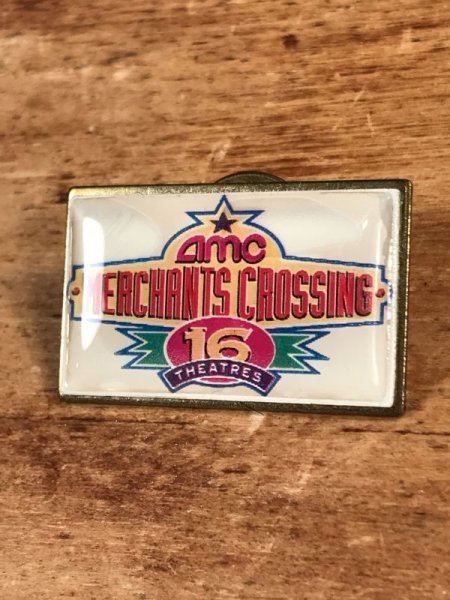 amc
MERCHANTS CROSSING
16
THEATRES